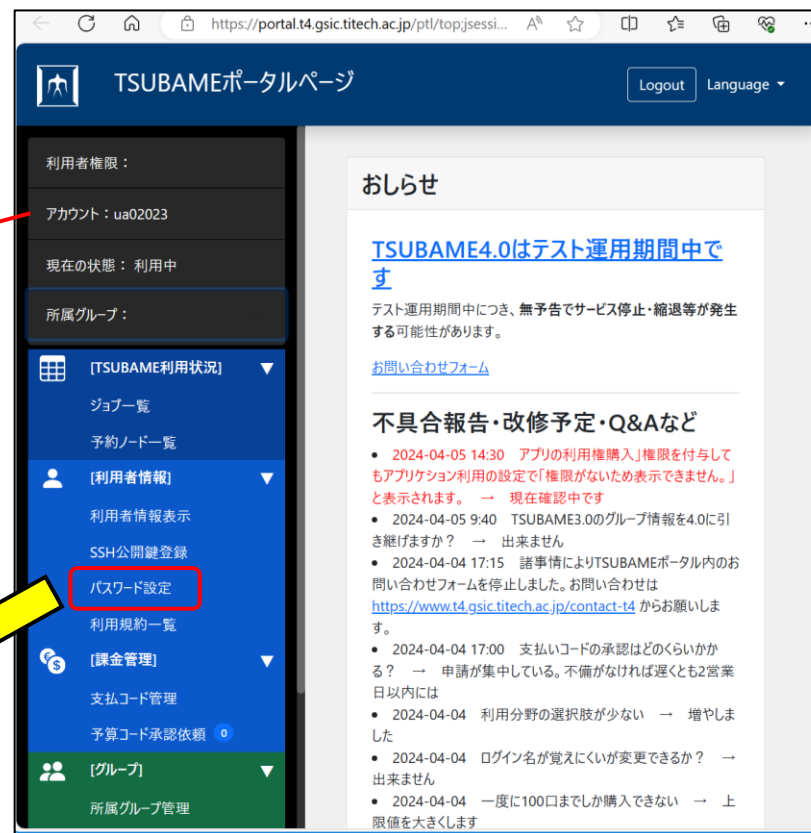 https://portal.t4.gsic.titech.ac.jp/ptl/top;jsessi...
TSUBAMEポータルページ
Logout
Language
利用者権限：
アカウント：ua02023
現在の状態： 利用中
所属グループ：
[TSUBAME利用状況]
ジョブ一覧
予約ノード一覧
[利用者情報]
利用者情報表示
SSH公開鍵登録
パスワード設定
利用規約一覧
[課金管理]
支払コード管理
予算コード承認依頼 0
[グループ]
所属グループ管理
おしらせ
TSUBAME4.0はテスト運用期間中で
す
テスト運用期間中につき、無予告でサービス停止・縮退等が発生
する可能性があります。
お問い合わせフォーム
不具合報告・改修予定・Q&Aなど
• 2024-04-05 14:30 アプリの利用権購入」権限を付与して
もアプリケション利用の設定で「権限がないため表示できません。」
と表示されます。 → 現在確認中です
• 2024-04-05 9:40 TSUBAME3.0のグループ情報を4.0に引
き継げますか？ → 出来ません
• 2024-04-04 17:15 諸事情によりTSUBAMEポータル内のお
問い合わせフォームを停止しました。お問い合わせは
https://www.t4.gsic.titech.ac.jp/contact-t4 からお願いしま
す。
• 2024-04-04 17:00 支払いコードの承認はどのくらいかか
る？ → 申請が集中している。不備がなければ遅くとも2営業
日以内には
• 2024-04-04 利用分野の選択肢が少ない → 増やしま
した
• 2024-04-04 ログイン名が覚えにくいが変更できるか？ →
出来ません
• 2024-04-04 一度に100口までしか購入できない → 上
限値を大きくします